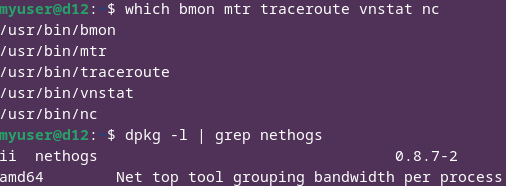 myuser@d12: $ which bmon mtr traceroute vnstat nc
/usr/bin/bmon
/usr/bin/mtr
/usr/bin/traceroute
/usr/bin/vnstat
/usr/bin/nc
myuser@d12: $ dpkg -l | grep nethogs
ii  nethogs                                    0.8.7-2
amd64        Net top tool grouping bandwidth per process